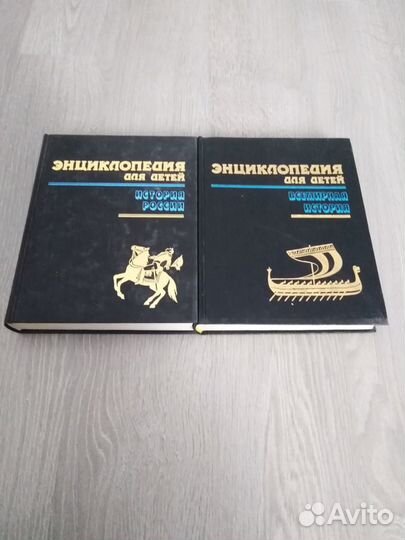 ЭНЦИКЛОПЕДИЯ
ДЛЯ ДЕТЕЙ
ИСТОРИЯ
РОССИИ
ЭНЦИКЛОПЕДИЯ
ДЛЯ ДЕТЕЙ
ВСЕМИРНАЯ
ИСТОРИЯ
Avito